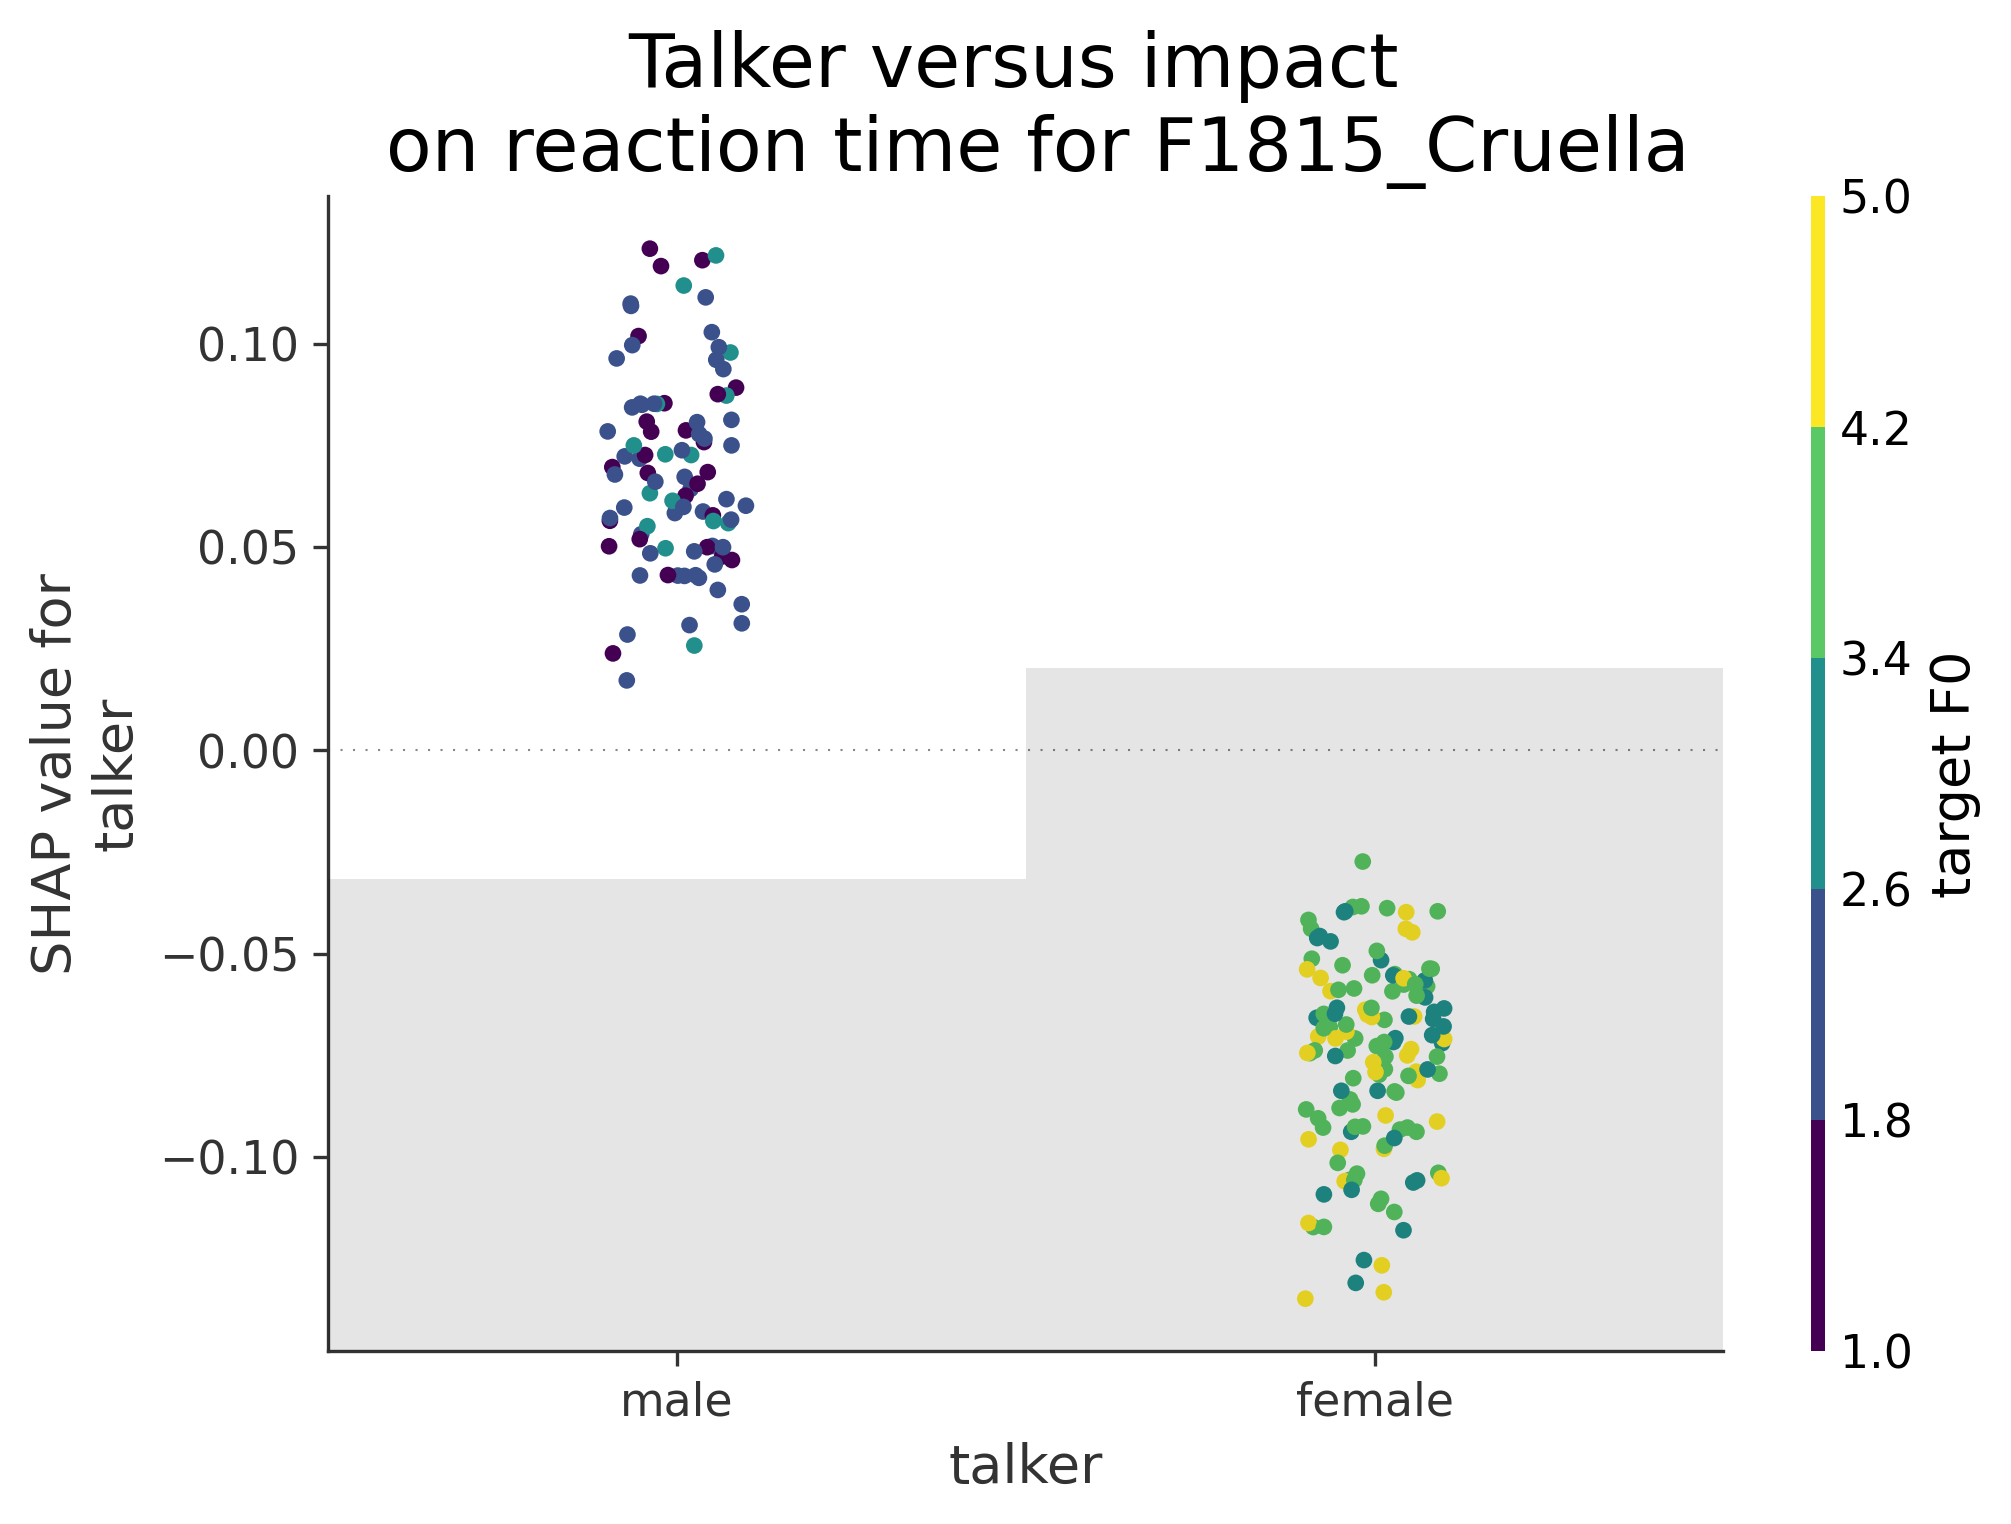 Talker versus impact
on reaction time for F1815_Cruella
SHAP value for
talker
0.10
0.05
0.00
−0.05
−0.10
male
female
talker
5.0
4.2
3.4
2.6
1.8
1.0
target F0